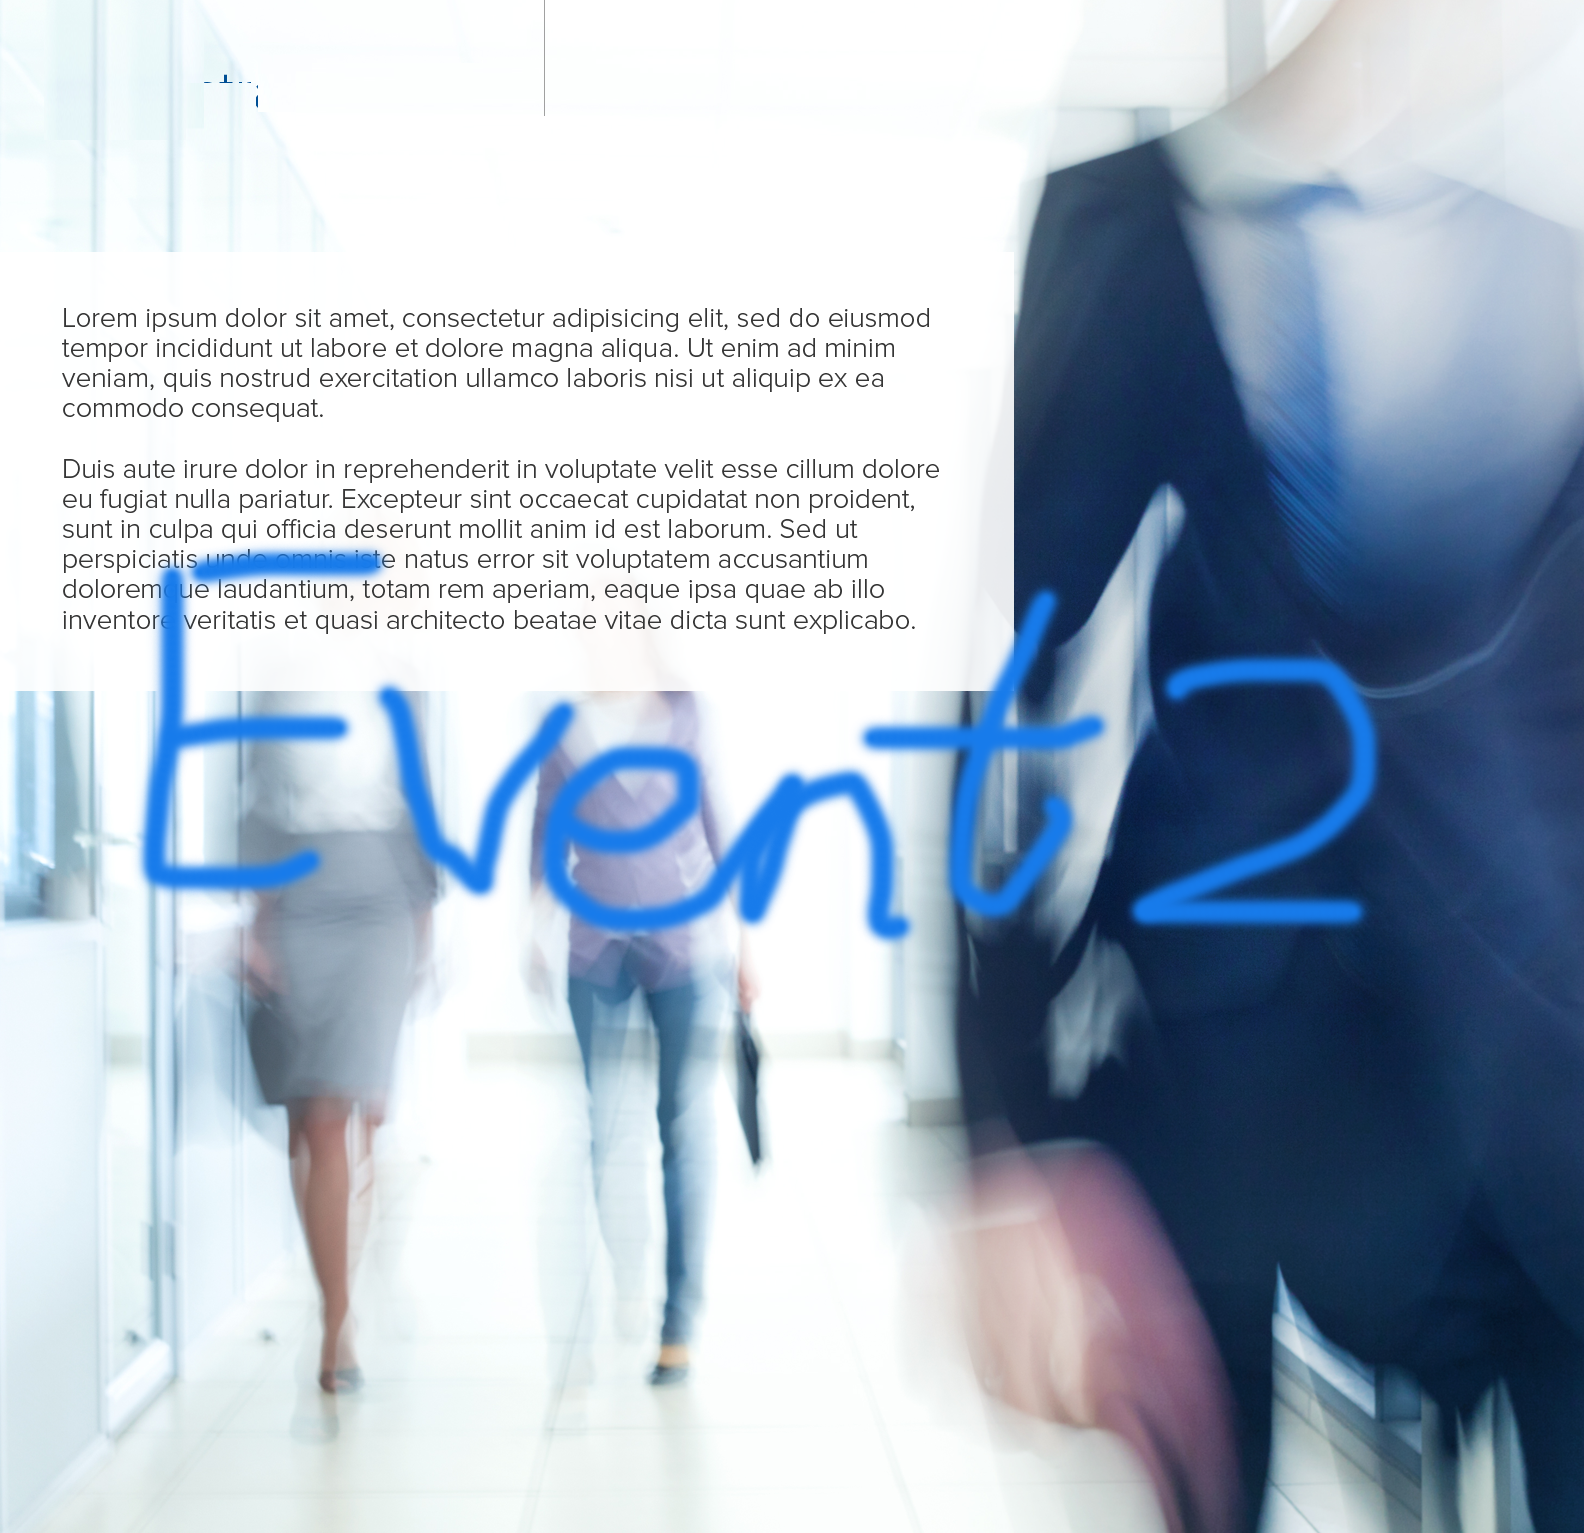 Lorem ipsum dolor sit amet, consectetur adipisicing elit, sed do eiusmod
tempor incididunt ut labore et dolore magna aliqua. Ut enim ad minim
veniam, quis nostrud exercitation ullamco laboris nisi ut aliquip ex ea
commodo consequat.
Duis aute irure dolor in reprehenderit in voluptate velit esse cillum dolore
eu fugiat nulla pariatur. Excepteur sint occaecat cupidatat non proident,
sunt in culpa qui officia deserunt mollit anim id est laborum. Sed ut
perspiciatis unde omnis iste natus error sit voluptatem accusantium
doloremque laudantium, totam rem aperiam, eaque ipsa quae ab illo
inventore veritatis et quasi architecto beatae vitae dicta sunt explicabo.
Event 2